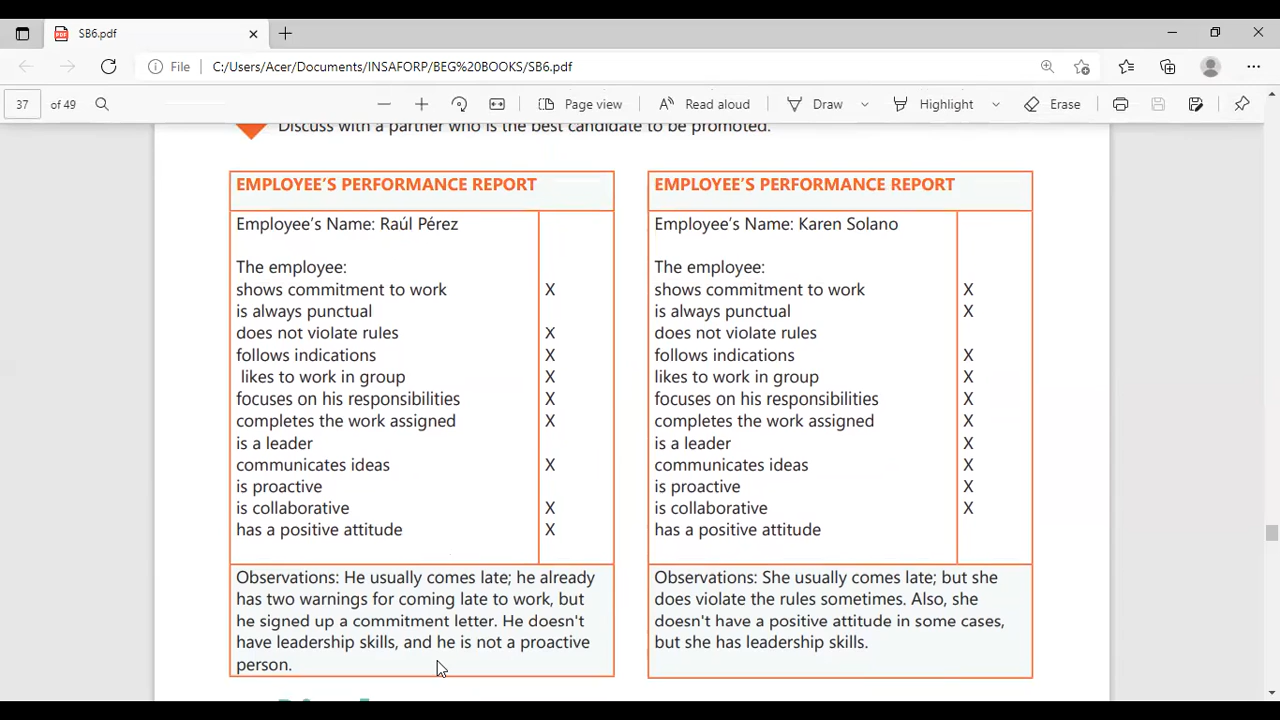 SB6.pdf
File C:/Users/Acer/Documents/INSAFORP/BEG%20BOOKS/SB6.pdf
37 of 49 Page view Read aloud Draw Highlight Erase
Discuss with a partner who is the best candidate to be promoted.
EMPLOYEE'S PERFORMANCE REPORT
Employee's Name: Raúl Pérez
The employee:
shows commitment to work X
is always punctual
does not violate rules X
follows indications X
likes to work in group X
focuses on his responsibilities X
completes the work assigned X
is a leader
communicates ideas X
is proactive
is collaborative X
has a positive attitude X
Observations: He usually comes late; he already
has two warnings for coming late to work, but
he signed up a commitment letter. He doesn't
have leadership skills, and he is not a proactive
person.
EMPLOYEE'S PERFORMANCE REPORT
Employee's Name: Karen Solano
The employee:
shows commitment to work X
is always punctual X
does not violate rules
follows indications X
likes to work in group X
focuses on his responsibilities X
completes the work assigned X
is a leader X
communicates ideas X
is proactive X
is collaborative X
has a positive attitude
Observations: She usually comes late; but she
does violate the rules sometimes. Also, she
doesn't have a positive attitude in some cases,
but she has leadership skills.